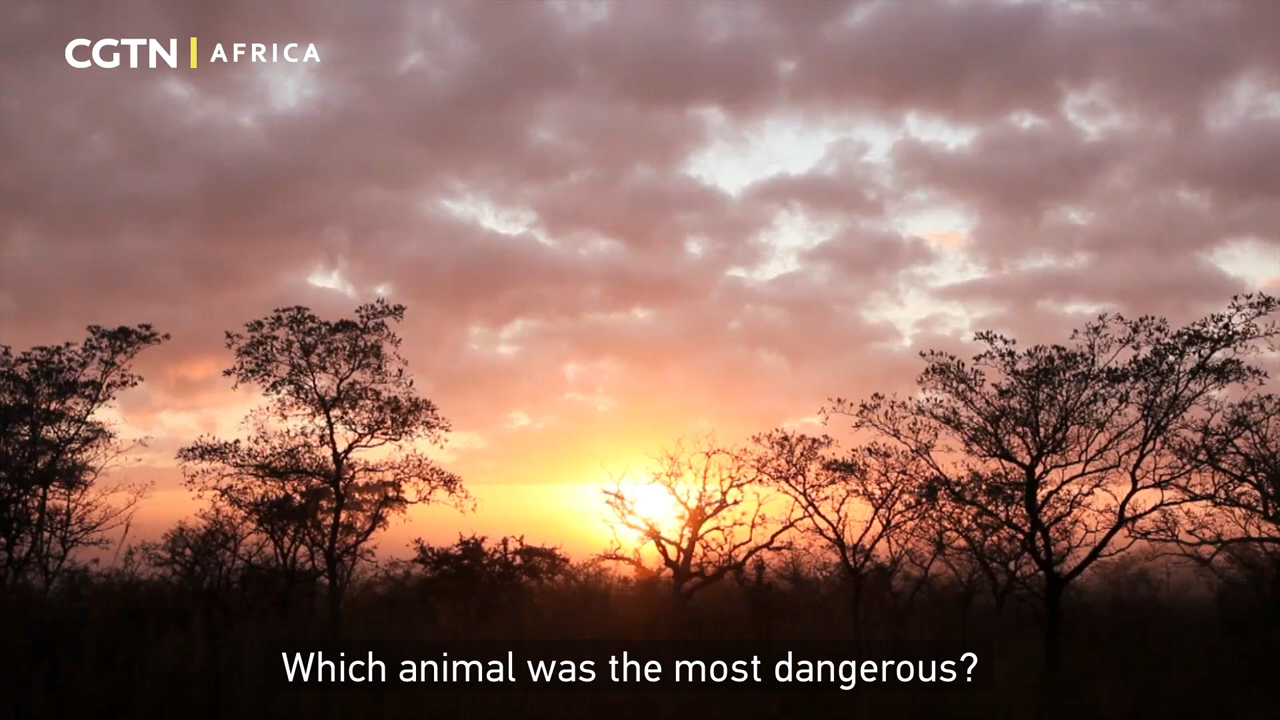 CGTN | AFRICA
Which animal was the most dangerous?